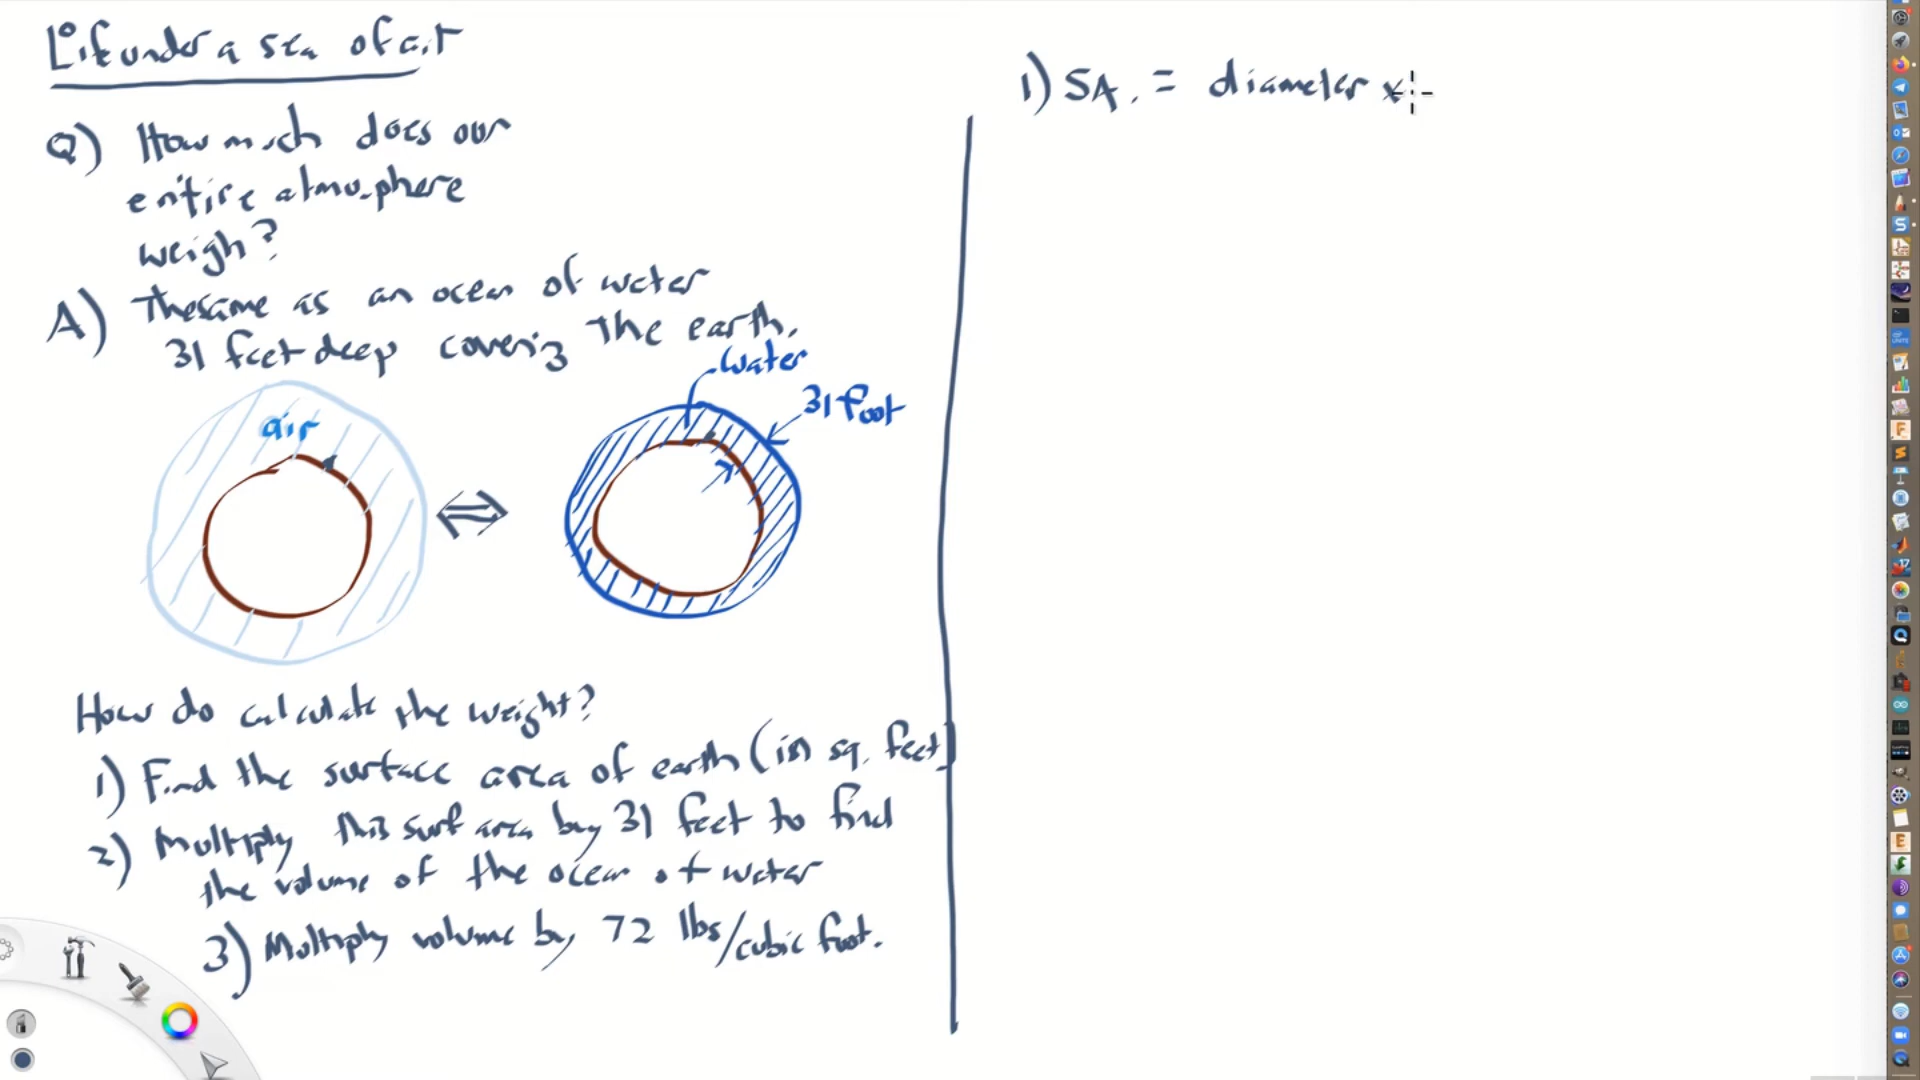 Life under a sea of air
Q) How much does our
entire atmosphere
weigh?
A) The same as an ocean of water
31 feet deep covering the earth.
water
31 foot
air
How do calculate the weight?
1) Find the surface area of earth (in sq. feet)
2) Multiply this surf area by 31 feet to find
the volume of the ocean of water
3) Multiply volume by 72 lbs/cubic foot.
1) SA. = diameter x